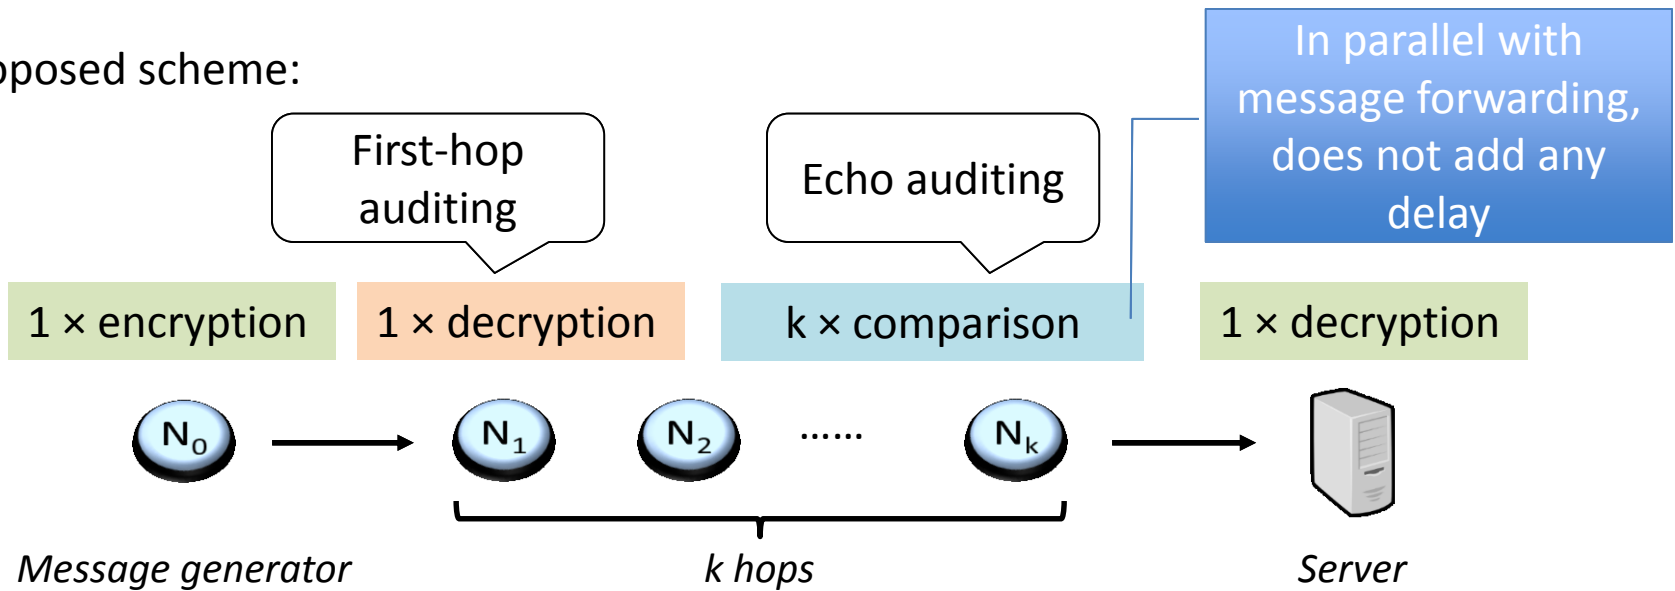 scheme:
In parallel with
message forwarding,
does not add any
delay
First-hop
auditing
Echo auditing
1 × encryption
1 × decryption
k × comparison
1 × decryption
N₀
N₁
N₂
......
Nₖ
Message generator
k hops
Server